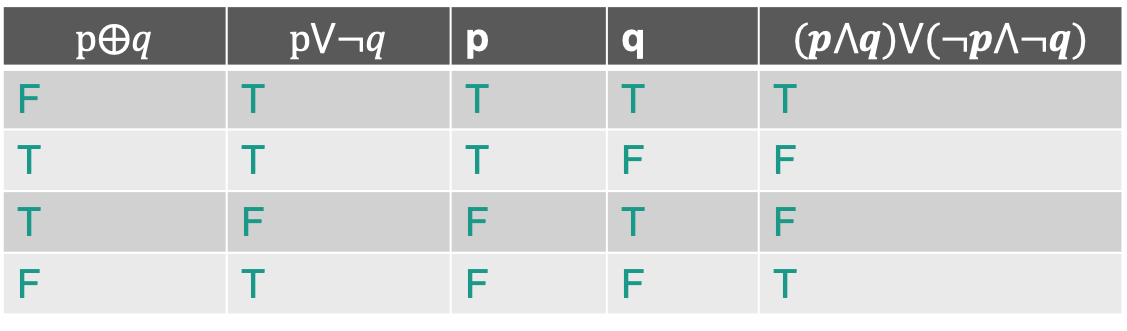 p⊕q p∨¬q p q (p∧q)∨(¬p∧¬q)
F T T T T
T T T F F
T F F T F
F T F F T